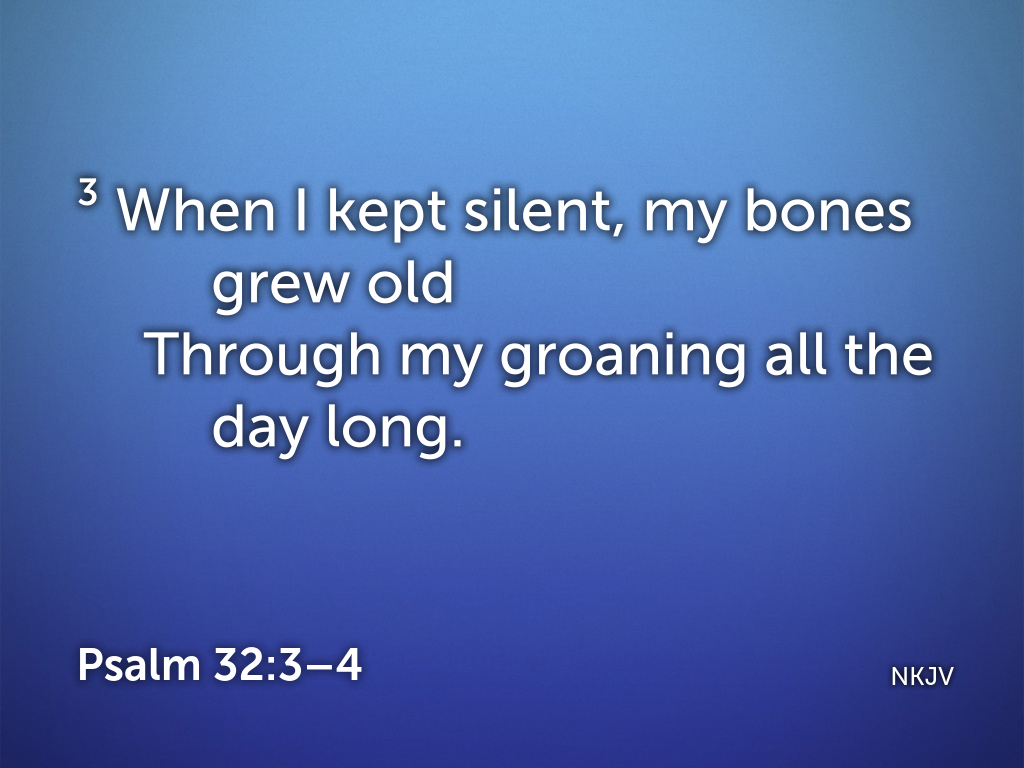 3 When I kept silent, my bones
grew old
Through my groaning all the
day long.
Psalm 32:3–4
NKJV